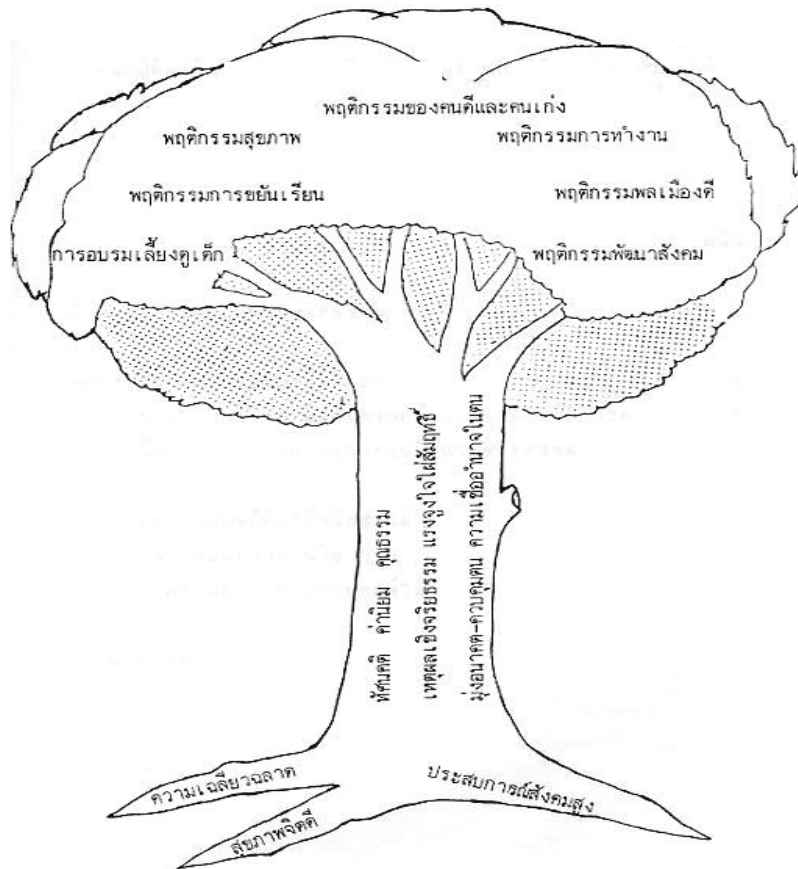 พฤติกรรมของคนดีและคนเก่ง
พฤติกรรมสุขภาพ
พฤติกรรมการทำงาน
พฤติกรรมการขยันเรียน
พฤติกรรมพลเมืองดี
การอบรมเลี้ยงดูเด็ก
พฤติกรรมพัฒนาสังคม
ทัศนคติ ค่านิยม คุณธรรม
เหตุผลเชิงจริยธรรม แรงจูงใจใฝ่สัมฤทธิ์
มุ่งอนาคต-ควบคุมตน ความเชื่ออำนาจในตน
ความเฉลียวฉลาด
ประสบการณ์สังคมสูง
สุขภาพจิตดี